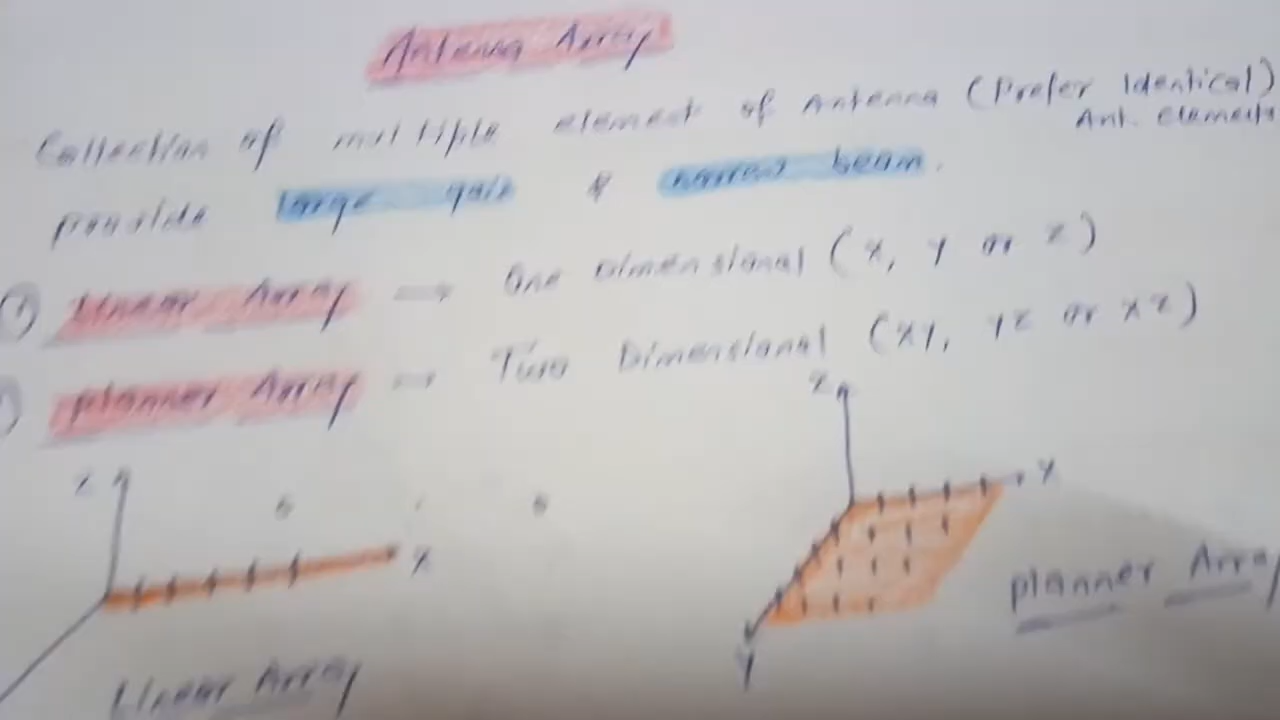 Antenna Array
Collection of multiple element of Antenna (Prefer Identical)
Ant. Elements
provide large gain & narrow beam.
① Linear Array → One Dimensional (x, y or z)
planner Array → Two Dimensional (xy, yz or xz)
z
x
Linear Array
z
x
y
planner Array